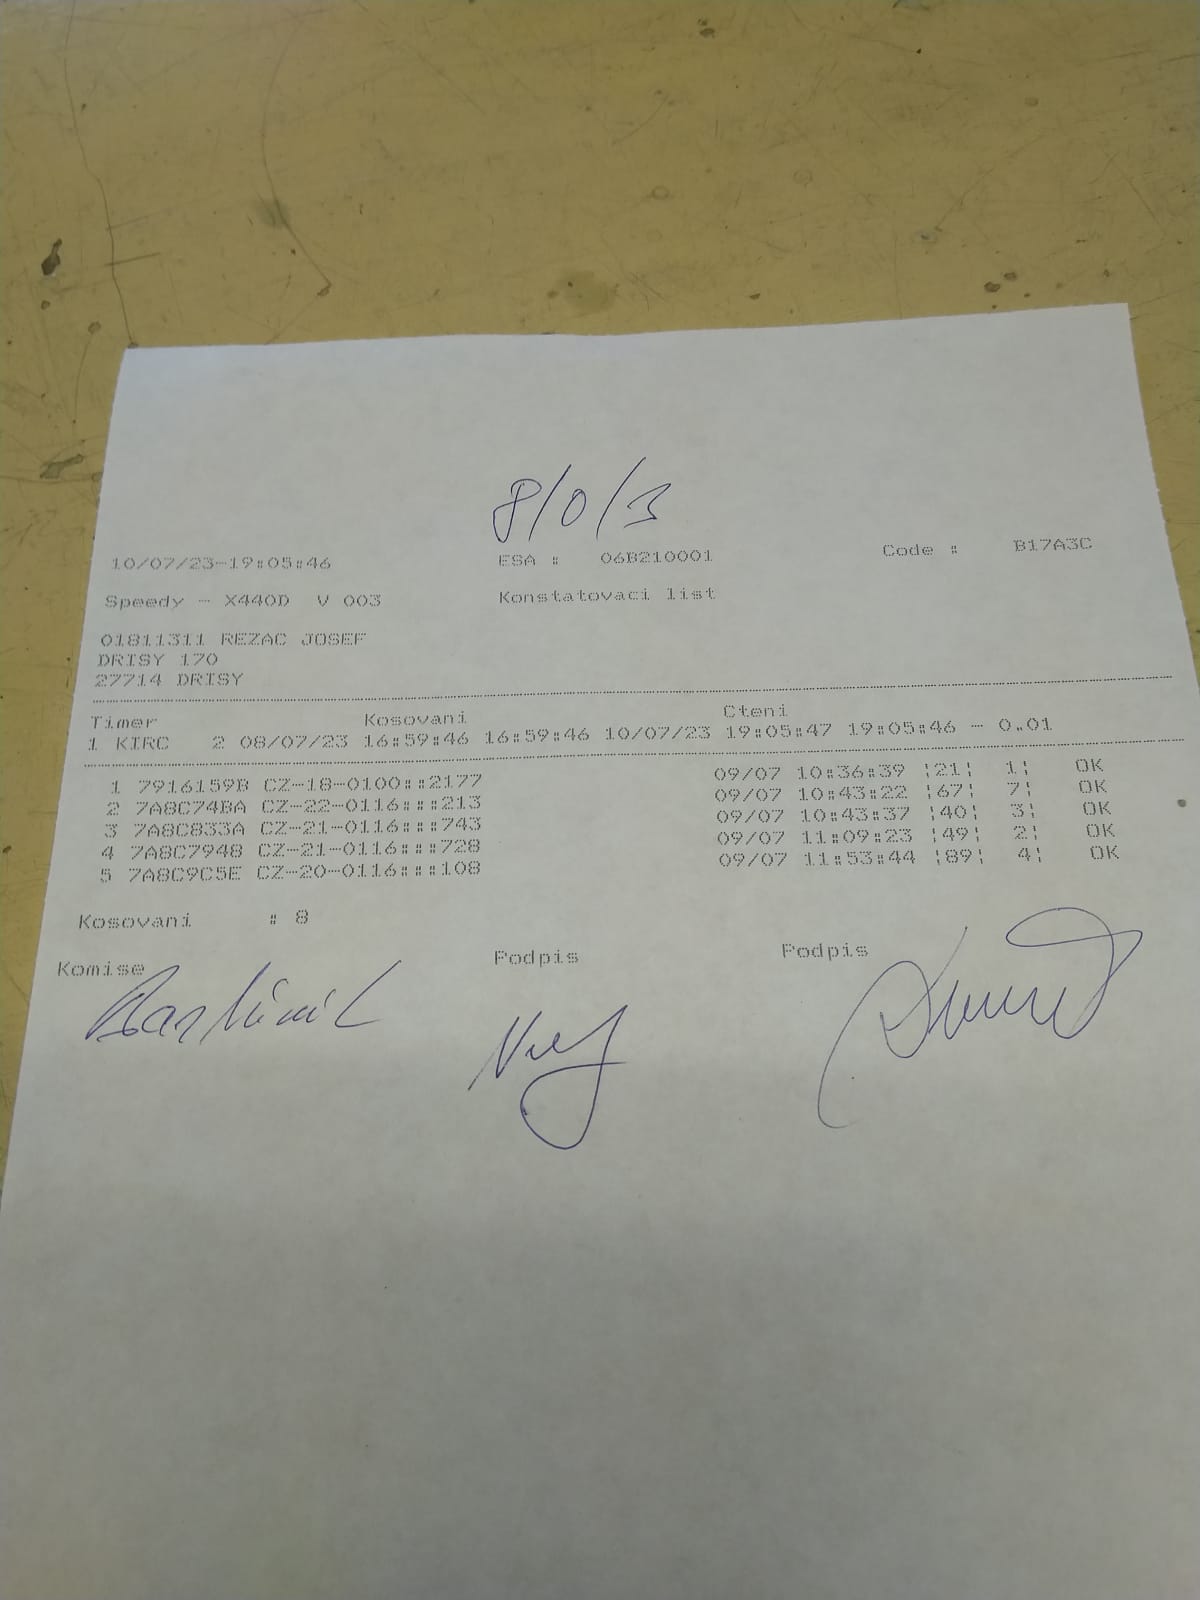 8/0/3
10/07/23-19:05:46 ESA : 06B210001 Code : B17A3C
Speedy - X440D V 003 Konstatovaci list
01811311 REZAC JOSEF
DRISY 170
27714 DRISY
Timer Kosovani Cteni
1 KIRC 2 08/07/23 16:59:46 16:59:46 10/07/23 19:05:47 19:05:46 - 0.01
1 7916159B CZ-18-0100::2177 09/07 10:36:39 ¦21¦ 1¦ OK
2 7A8C74BA CZ-22-0116:::213 09/07 10:43:22 ¦67¦ 7¦ OK
3 7A8C833A CZ-21-0116:::743 09/07 10:43:37 ¦40¦ 3¦ OK
4 7A8C7948 CZ-21-0116:::728 09/07 11:09:23 ¦49¦ 2¦ OK
5 7A8C9C5E CZ-20-0116:::108 09/07 11:53:44 ¦89¦ 4¦ OK
Kosovani : 8
Komise Podpis Podpis